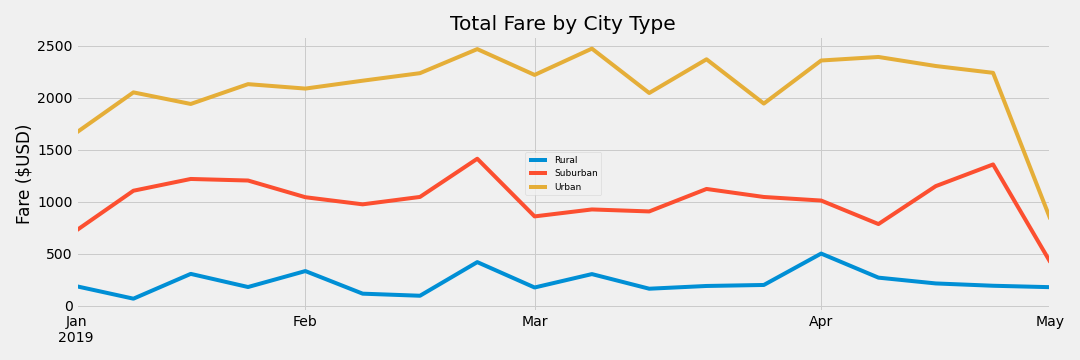 Total Fare by City Type
Fare ($USD)
2500
2000
1500
1000
500
0
Rural
Suburban
Urban
Jan Feb Mar Apr May
2019